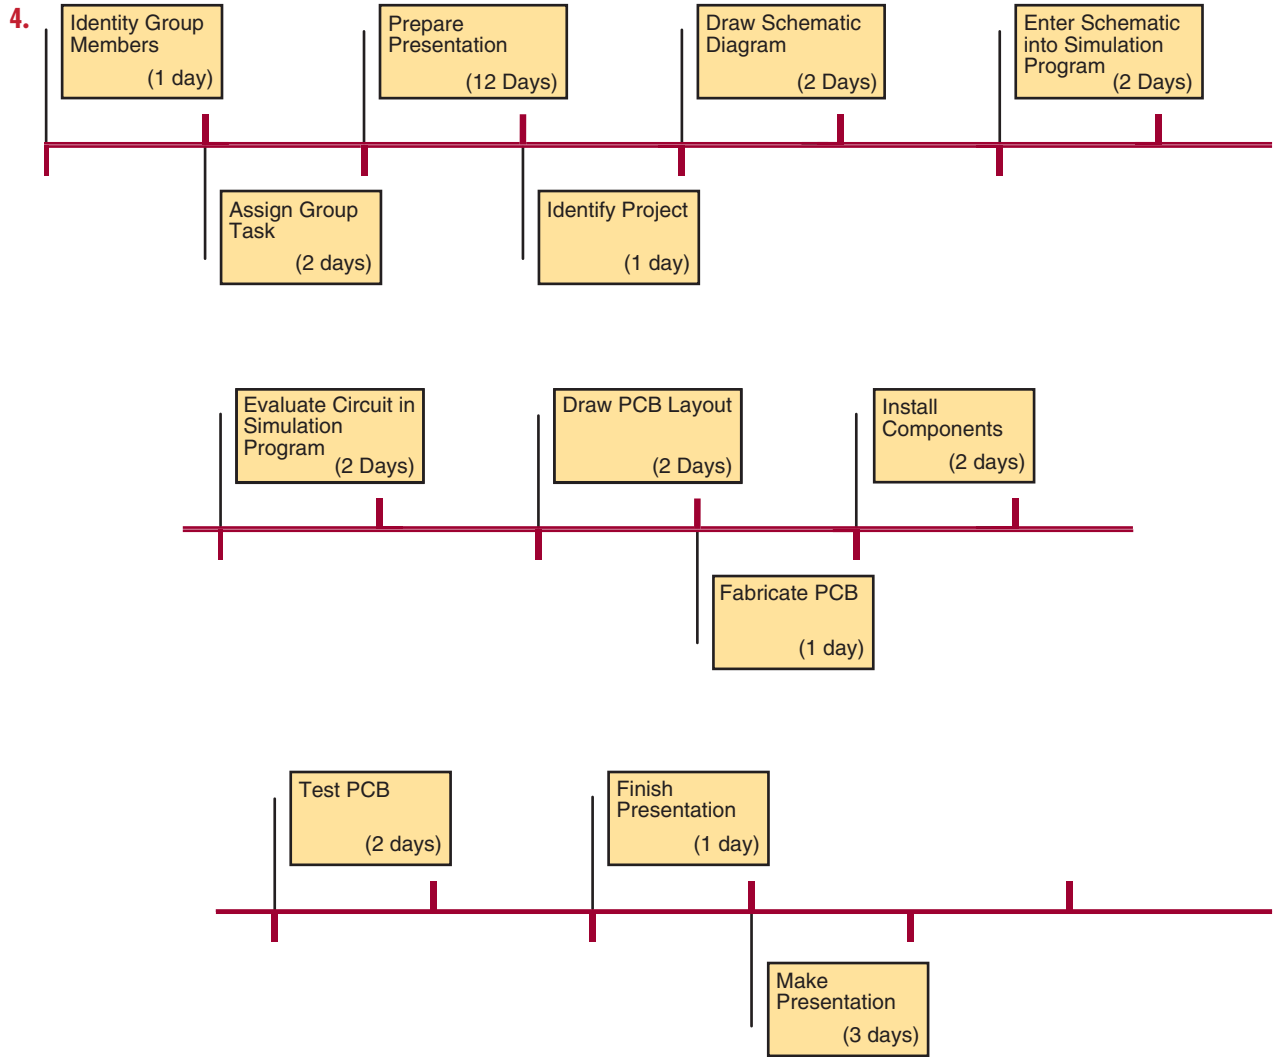 4.
Identity Group
Members
(1 day)
Prepare
Presentation
(12 Days)
Draw Schematic
Diagram
(2 Days)
Enter Schematic
into Simulation
Program
(2 Days)
Assign Group
Task
(2 days)
Identify Project
(1 day)
Evaluate Circuit in
Simulation
Program
(2 Days)
Draw PCB Layout
(2 Days)
Install
Components
(2 days)
Fabricate PCB
(1 day)
Test PCB
(2 days)
Finish
Presentation
(1 day)
Make
Presentation
(3 days)